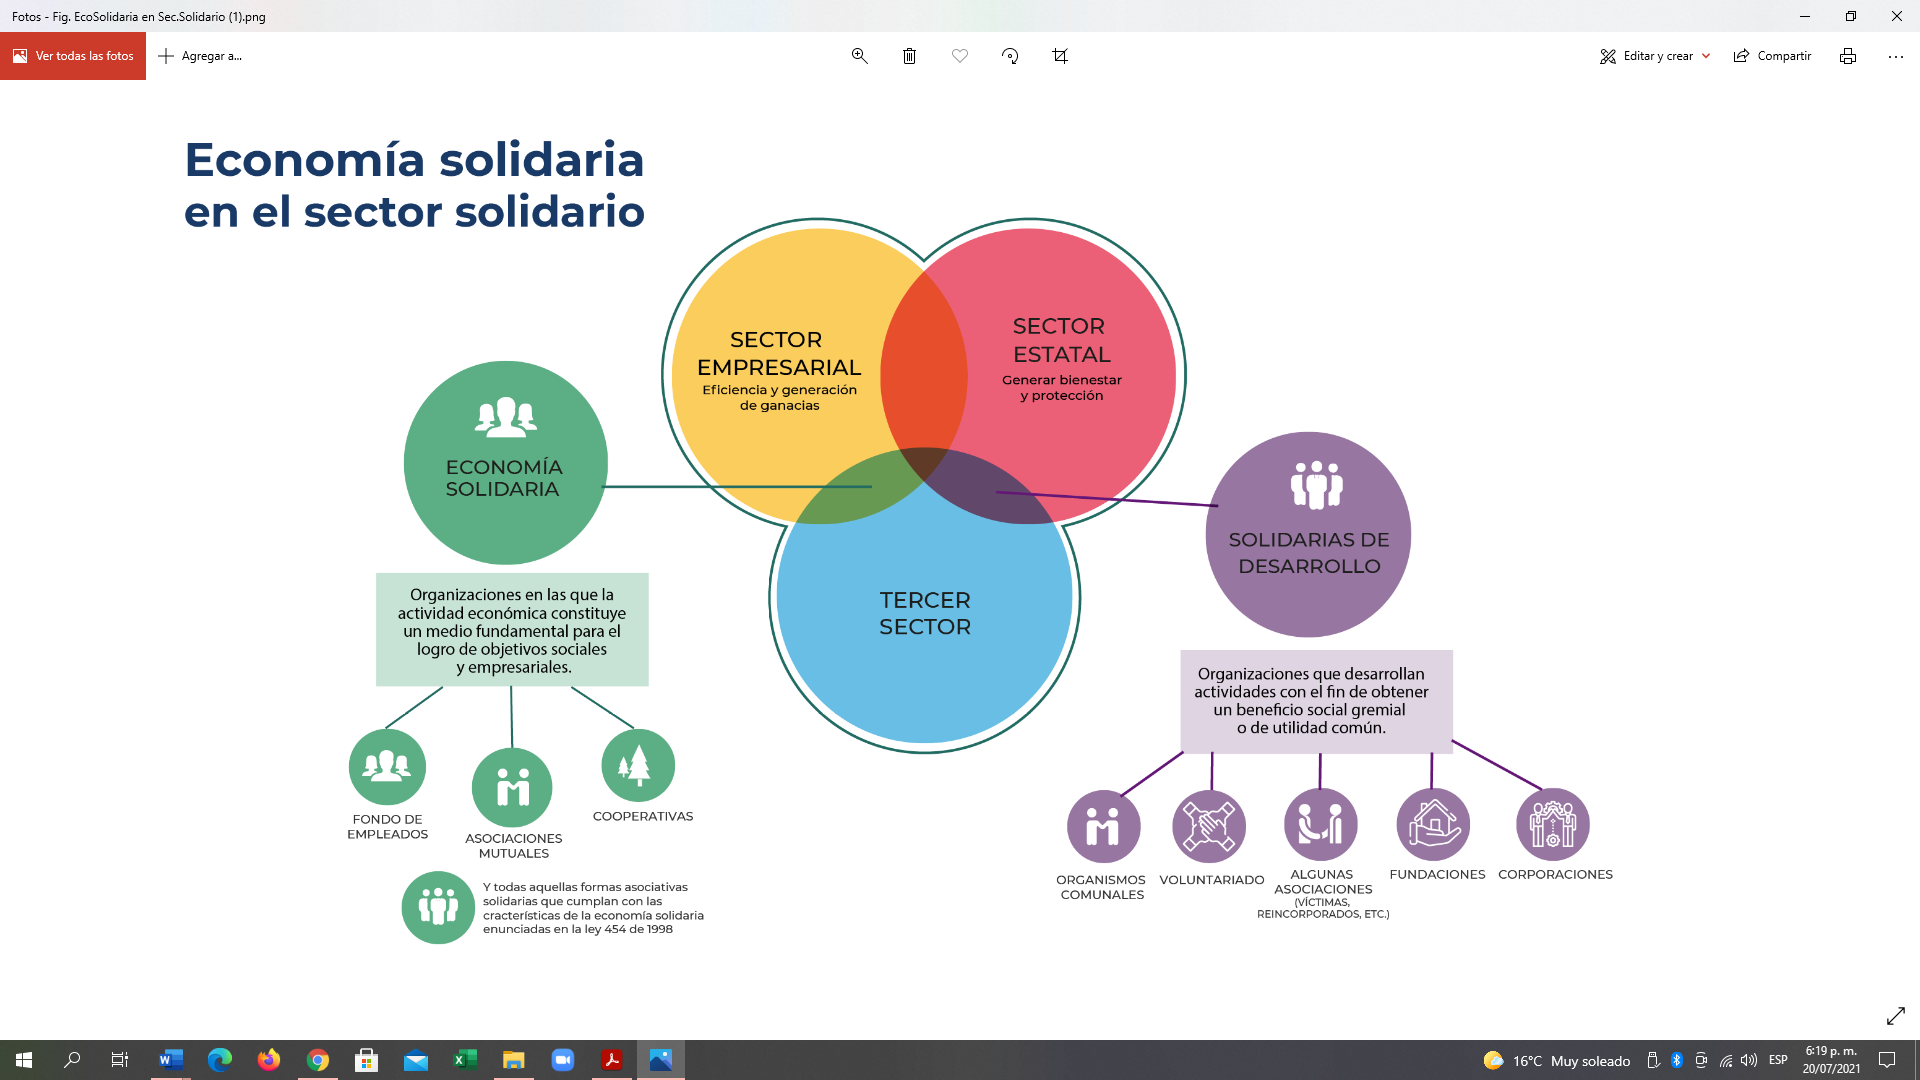 Fotos - Fig. EcoSolidaria en Sec.Solidario (1).png
Ver todas las fotos
Agregar a...
Editar y crear
Compartir
Economía solidaria
en el sector solidario
SECTOR
EMPRESARIAL
Eficiencia y generación
de ganacias
SECTOR
ESTATAL
Generar bienestar
y protección
TERCER
SECTOR
ECONOMÍA
SOLIDARIA
Organizaciones en las que la
actividad económica constituye
un medio fundamental para el
logro de objetivos sociales
y empresariales.
FONDO DE
EMPLEADOS
ASOCIACIONES
MUTUALES
COOPERATIVAS
Y todas aquellas formas asociativas
solidarias que cumplan con las
cracterísticas de la economía solidaria
enunciadas en la ley 454 de 1998
SOLIDARIAS DE
DESARROLLO
Organizaciones que desarrollan
actividades con el fin de obtener
un beneficio social gremial
o de utilidad común.
ORGANISMOS
COMUNALES
VOLUNTARIADO
ALGUNAS
ASOCIACIONES
(VÍCTIMAS,
REINCORPORADOS, ETC.)
FUNDACIONES
CORPORACIONES
16°C Muy soleado
ESP
6:19 p. m.
20/07/2021